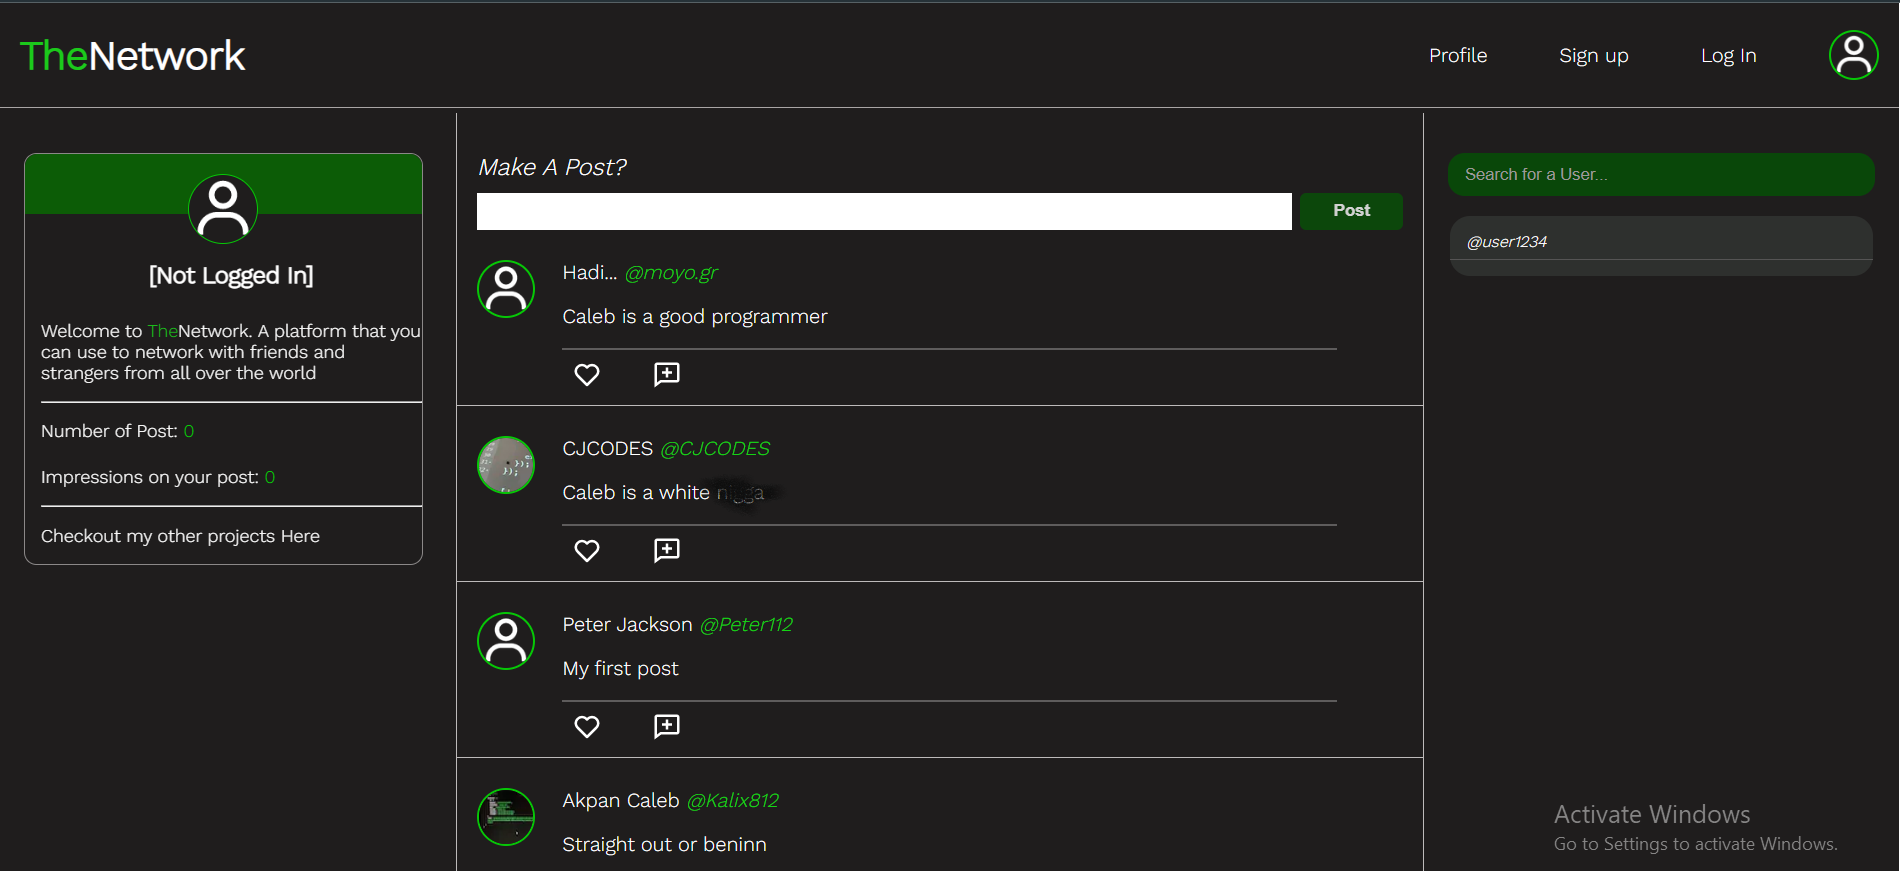 TheNetwork
Profile
Sign up
Log In
[Not Logged In]
Welcome to TheNetwork. A platform that you
can use to network with friends and
strangers from all over the world
Number of Post: 0
Impressions on your post: 0
Checkout my other projects Here
Make A Post?
Post
Hadi... @moyo.gr
Caleb is a good programmer
CJCODES @CJCODES
Caleb is a white nigga
Peter Jackson @Peter112
My first post
Akpan Caleb @Kalix812
Straight out or beninn
Search for a User...
@user1234
Activate Windows
Go to Settings to activate Windows.